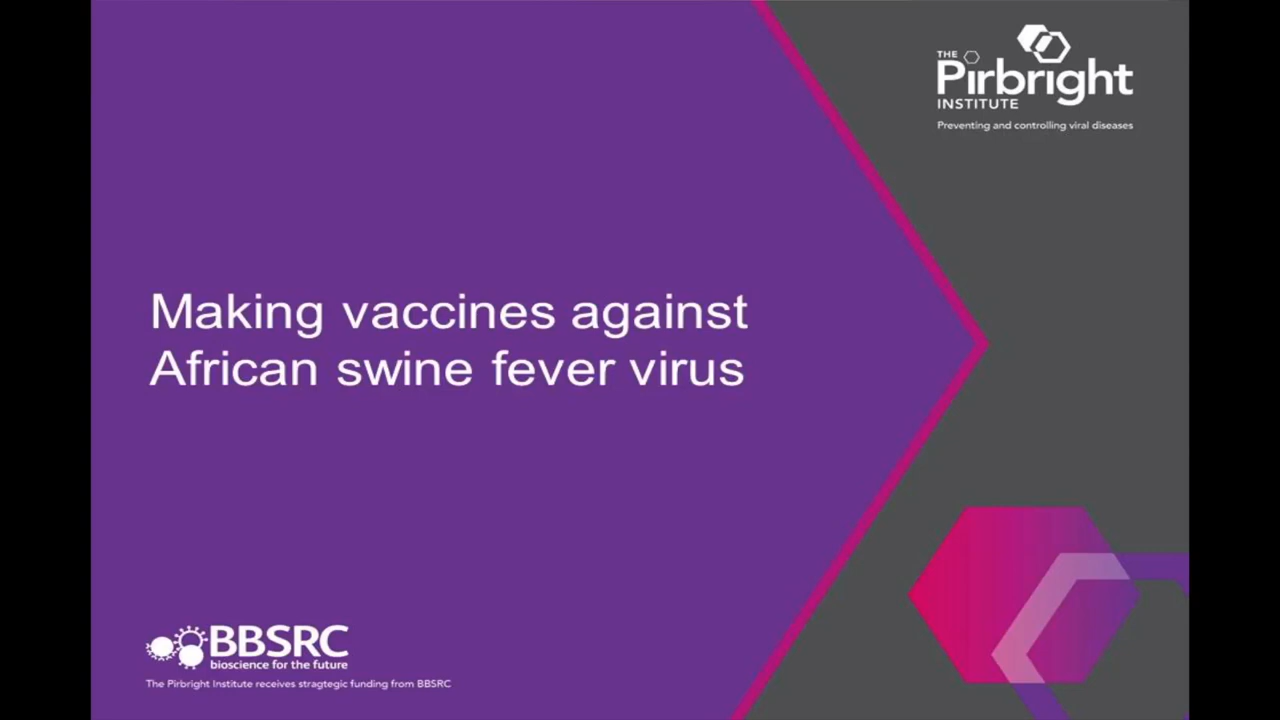 THE
Pirbright
INSTITUTE
Preventing and controlling viral diseases
Making vaccines against
African swine fever virus
BBSRC
bioscience for the future
The Pirbright Institute receives stragtegic funding from BBSRC